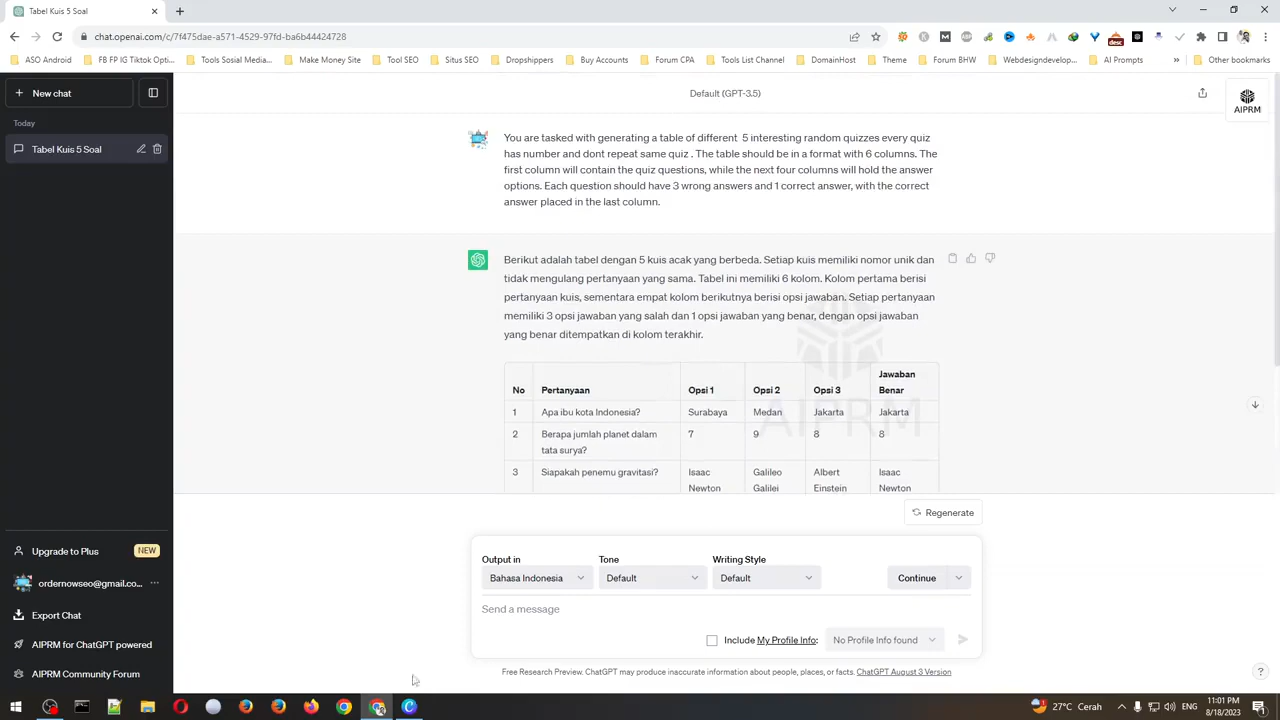 Tabel Kuis 5 Soal
chat.openai.com/c/7f475dae-a571-4529-97fd-ba6b44424728
ASO Android
FB FP IG Tiktok Opti...
Tools Sosial Media...
Make Money Site
Tool SEO
Situs SEO
Dropshippers
Buy Accounts
Forum CPA
Tools List Channel
DomainHost
Theme
Forum BHW
Webdesigndevelop...
AI Prompts
»
Other bookmarks
New chat
Default (GPT-3.5)
AIPRM
Today
Tabel Kuis 5 Soal
You are tasked with generating a table of different 5 interesting random quizzes every quiz
has number and dont repeat same quiz . The table should be in a format with 6 columns. The
first column will contain the quiz questions, while the next four columns will hold the answer
options. Each question should have 3 wrong answers and 1 correct answer, with the correct
answer placed in the last column.
Berikut adalah tabel dengan 5 kuis acak yang berbeda. Setiap kuis memiliki nomor unik dan
tidak mengulang pertanyaan yang sama. Tabel ini memiliki 6 kolom. Kolom pertama berisi
pertanyaan kuis, sementara empat kolom berikutnya berisi opsi jawaban. Setiap pertanyaan
memiliki 3 opsi jawaban yang salah dan 1 opsi jawaban yang benar, dengan opsi jawaban
yang benar ditempatkan di kolom terakhir.
Jawaban
No Pertanyaan Opsi 1 Opsi 2 Opsi 3 Benar
1 Apa ibu kota Indonesia? Surabaya Medan Jakarta Jakarta
2 Berapa jumlah planet dalam 7 9 8 8
tata surya?
3 Siapakah penemu gravitasi? Isaac Galileo Albert Isaac
Newton Galilei Einstein Newton
AIPRM
Regenerate
Upgrade to Plus NEW
ordernowseo@gmail.co... ...
Export Chat
AIPRM for ChatGPT powered
AIPRM Community Forum
Output in Tone Writing Style
Bahasa Indonesia Default Default Continue
Send a message
Include My Profile Info: No Profile Info found
Free Research Preview. ChatGPT may produce inaccurate information about people, places, or facts. ChatGPT August 3 Version
?
27°C Cerah
11:01 PM
8/8/2023